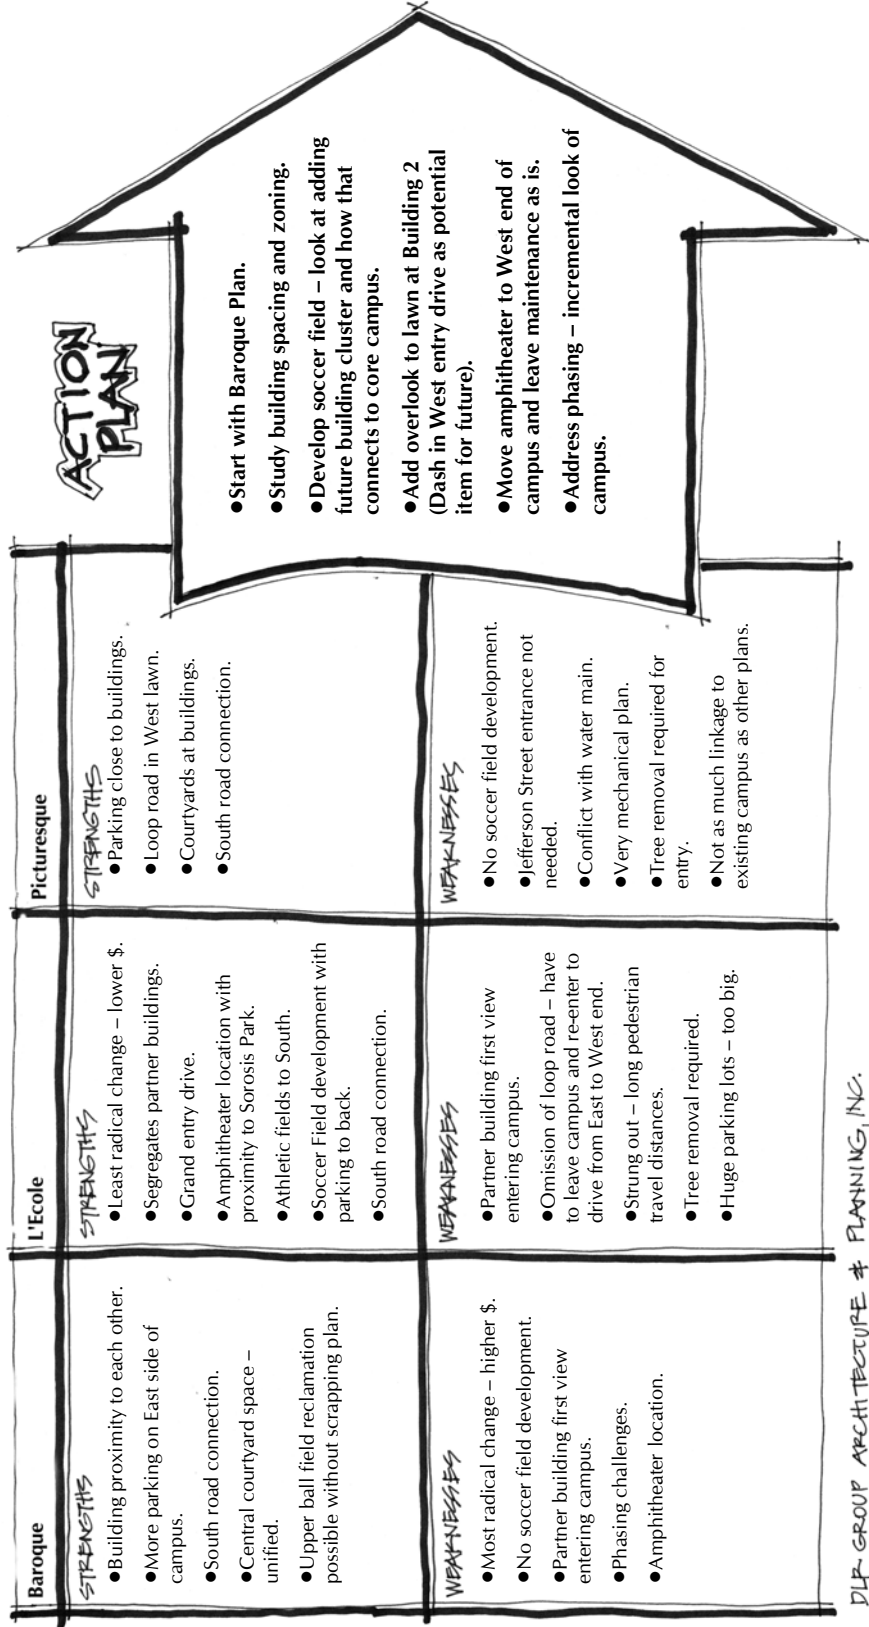 Baroque
STRENGTHS
●Building proximity to each other.
●More parking on East side of
campus.
●South road connection.
●Central courtyard space –
unified.
●Upper ball field reclamation
possible without scrapping plan.
WEAKNESSES
●Most radical change – higher $.
●No soccer field development.
●Partner building first view
entering campus.
●Phasing challenges.
●Amphitheater location.
L'Ecole
STRENGTHS
●Least radical change – lower $.
●Segregates partner buildings.
●Grand entry drive.
●Amphitheater location with
proximity to Sorosis Park.
●Athletic fields to South.
●Soccer Field development with
parking to back.
●South road connection.
WEAKNESSES
●Partner building first view
entering campus.
●Omission of loop road – have
to leave campus and re-enter to
drive from East to West end.
●Strung out – long pedestrian
travel distances.
●Tree removal required.
●Huge parking lots – too big.
Picturesque
STRENGTHS
●Parking close to buildings.
●Loop road in West lawn.
●Courtyards at buildings.
●South road connection.
WEAKNESSES
●No soccer field development.
●Jefferson Street entrance not
needed.
●Conflict with water main.
●Very mechanical plan.
●Tree removal required for
entry.
●Not as much linkage to
existing campus as other plans.
ACTION
PLAN
●Start with Baroque Plan.
●Study building spacing and zoning.
●Develop soccer field – look at adding
future building cluster and how that
connects to core campus.
●Add overlook to lawn at Building 2
(Dash in West entry drive as potential
item for future).
●Move amphitheater to West end of
campus and leave maintenance as is.
●Address phasing – incremental look of
campus.
DLR GROUP ARCHITECTURE & PLANNING, INC.